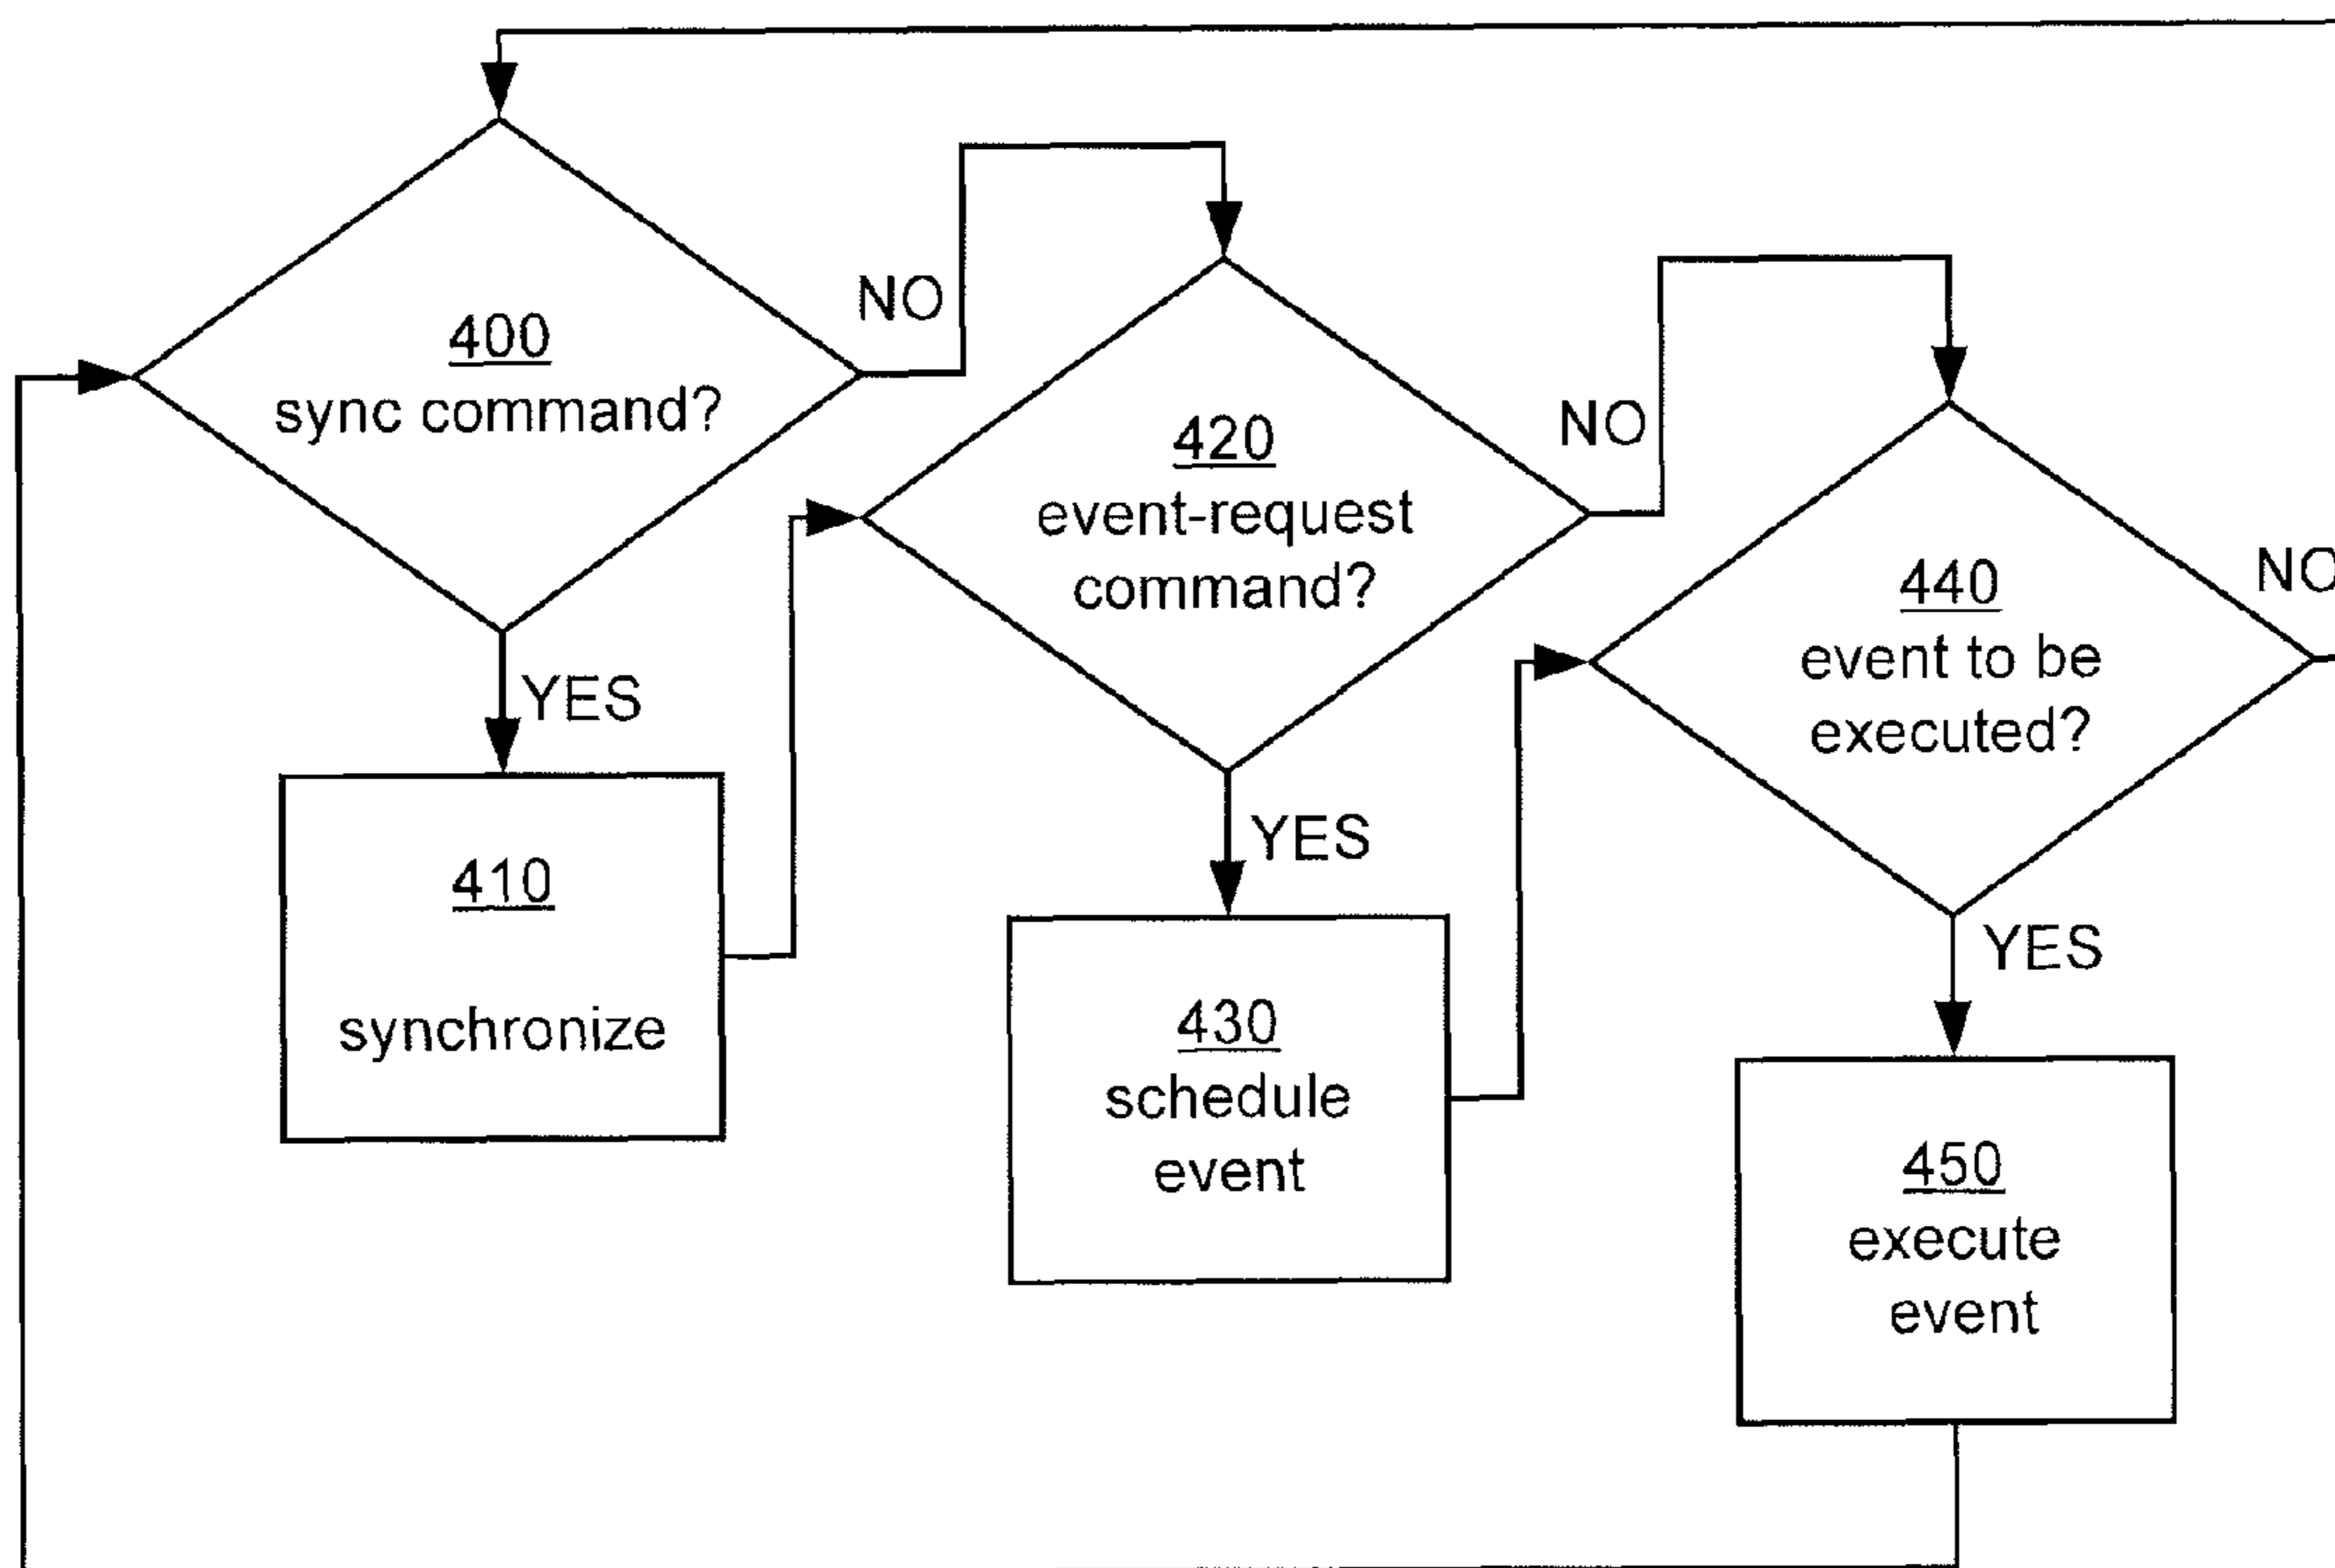 400
sync command?
NO
YES
410
synchronize
420
event-request
command?
NO
YES
430
schedule
event
440
event to be
executed?
NO
YES
450
execute
event